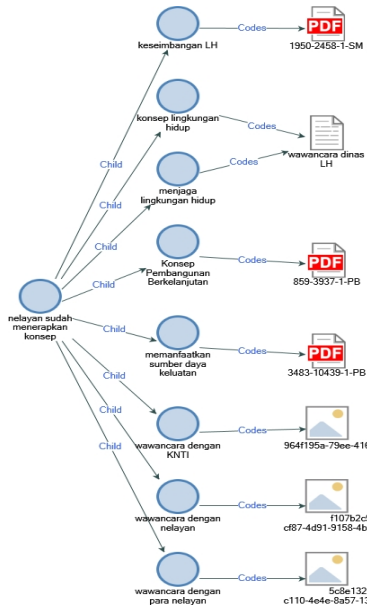 Codes
PDF
keseimbangan LH
1950-2458-1-SM
konsep lingkungan
hidup
Codes
wawancara dinas
LH
Child
Codes
menjaga
lingkungan hidup
Child
Child
Konsep
Pembangunan
Berkelanjutan
Codes
PDF
859-3937-1-PB
Child
nelayan sudah
menerapkan
konsep
Child
memanfaatkan
sumber daya
keluatan
Codes
PDF
3483-10439-1-PB
Child
wawancara dengan
KNTI
Codes
964f195a-79ee-416
Child
Child
wawancara dengan
nelayan
Codes
f107b2c5
cf87-4d91-9158-4b
wawancara dengan
para nelayan
Codes
5c8e132
c110-4e4e-8a57-13